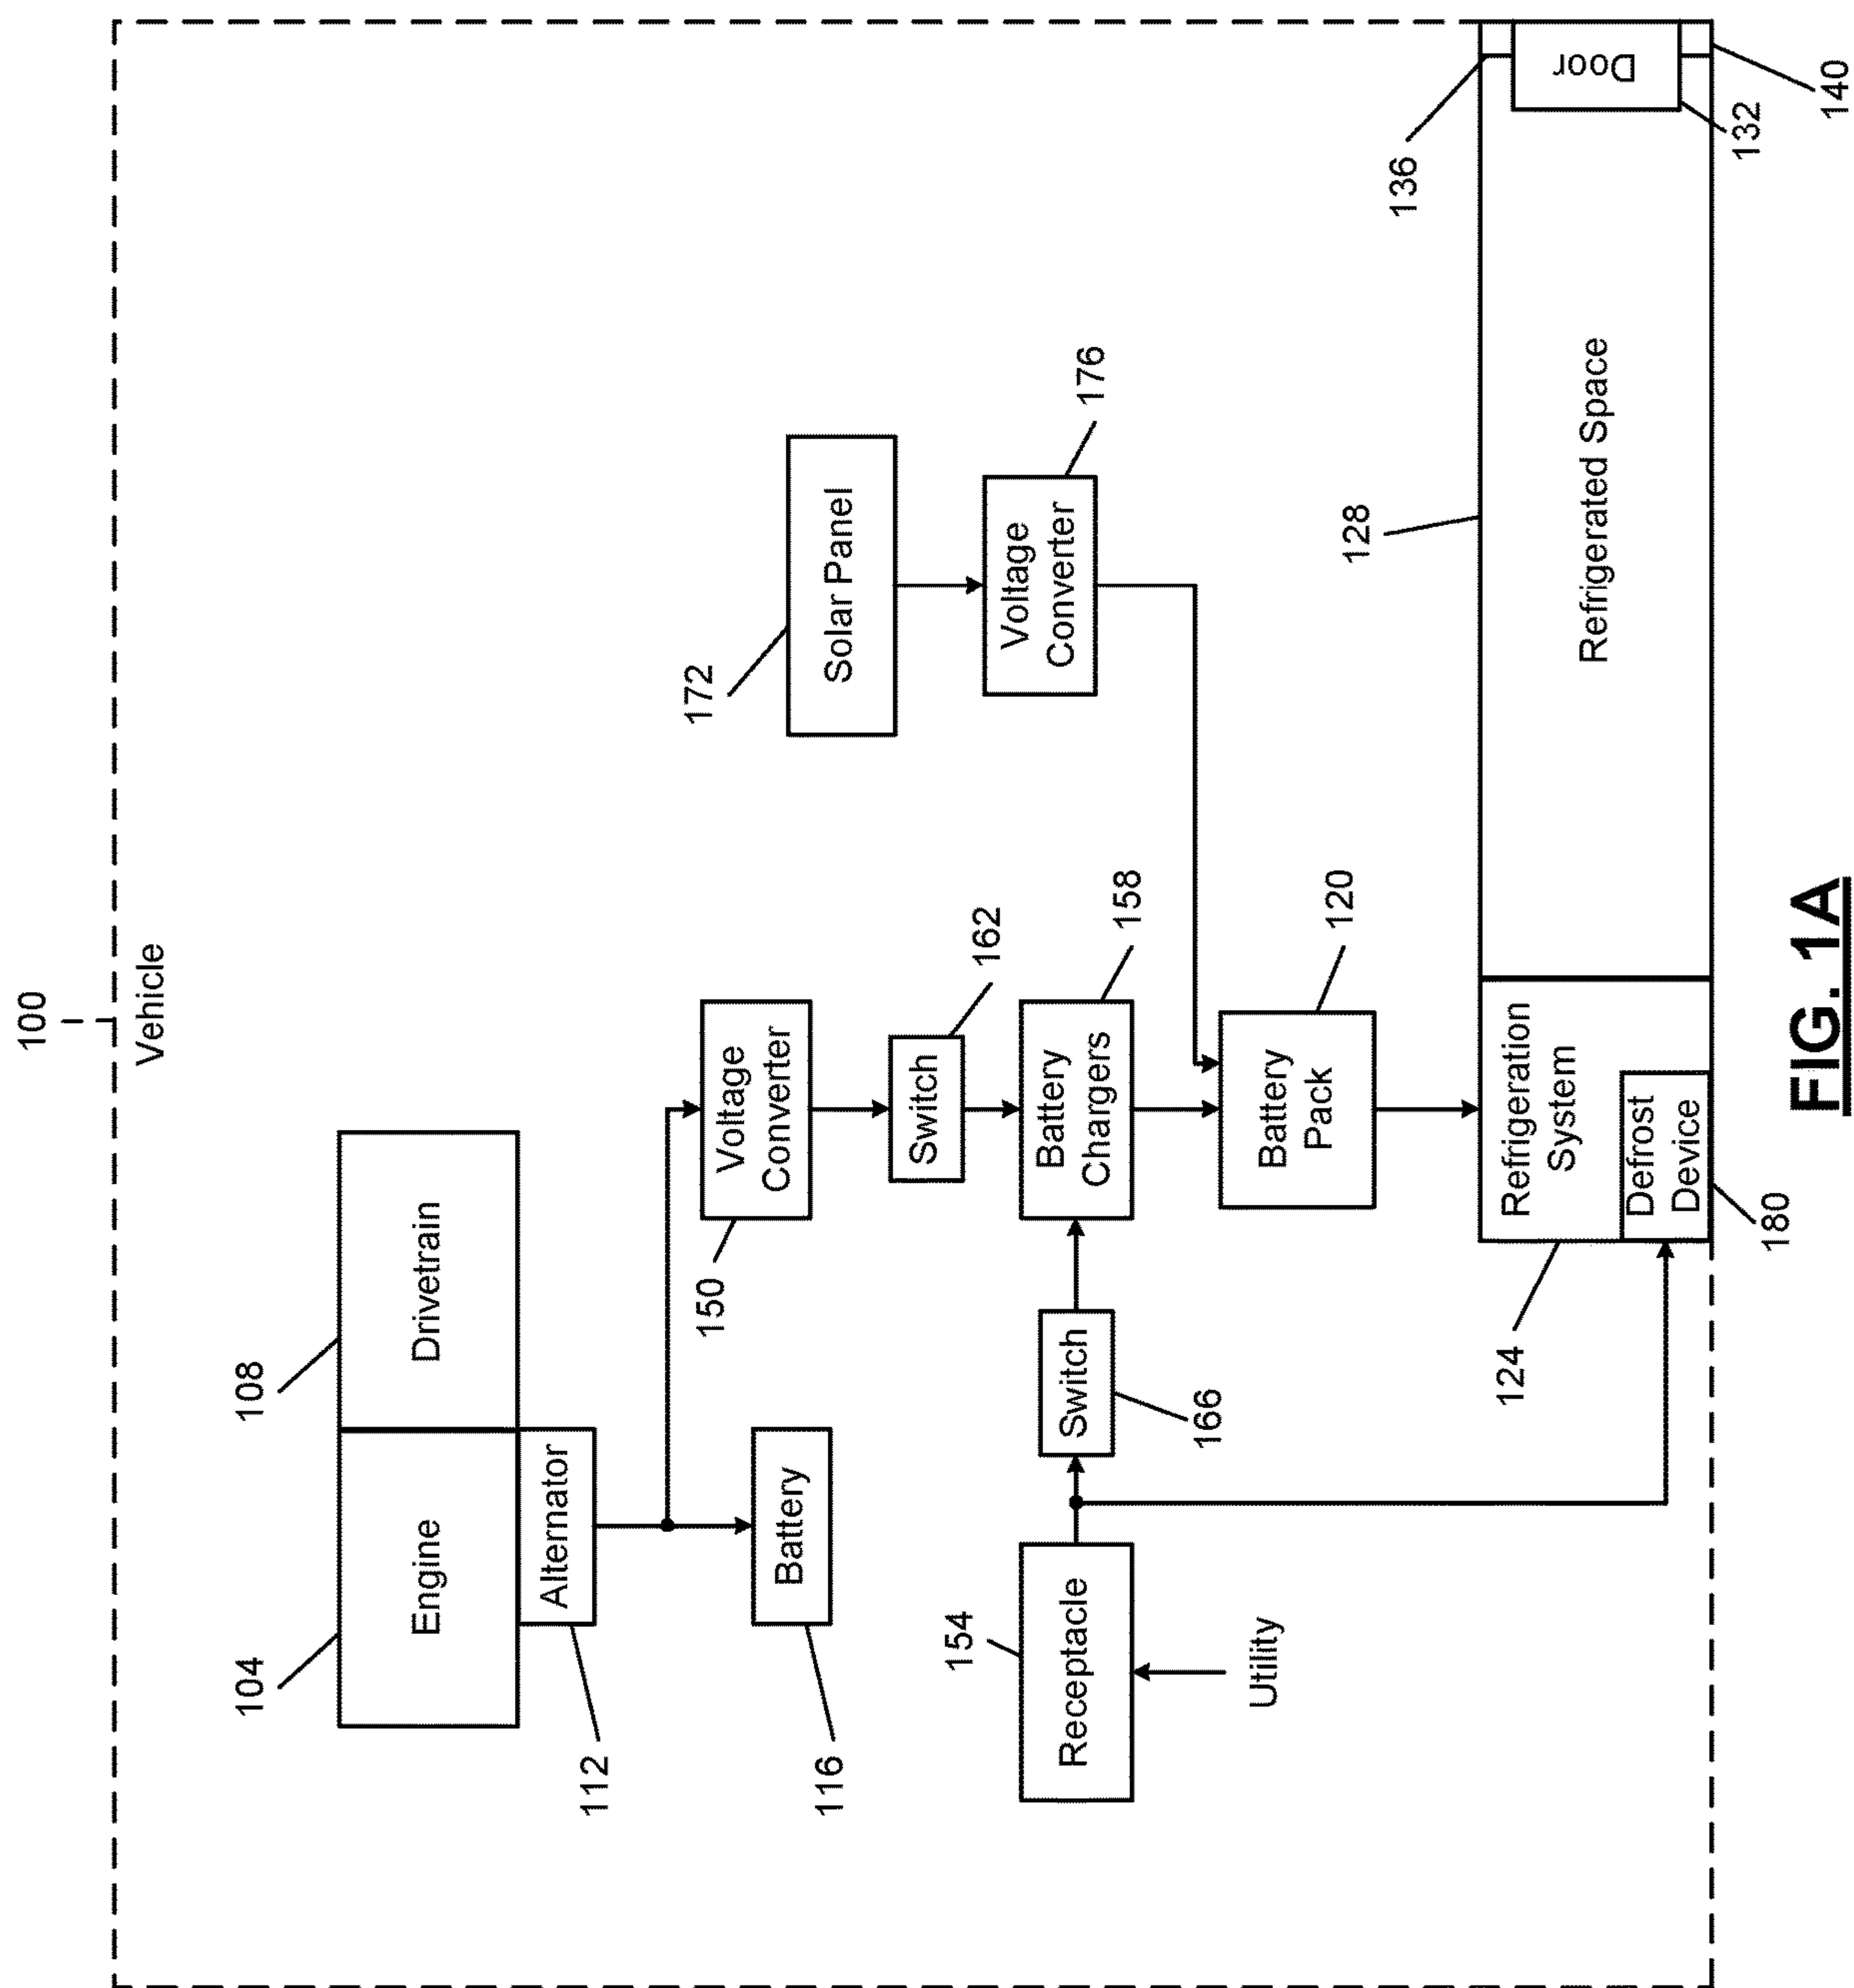 100
Vehicle
104
108
Engine
Drivetrain
Alternator
112
172
150
Voltage
Converter
Battery
116
Solar Panel
Switch
162
154
Voltage
Converter
176
Receptacle
Switch
Battery
Chargers
158
166
Utility
Battery
Pack
120
128
136
124
Refrigeration
System
Refrigerated Space
Door
Defrost
Device
132
180
140
FIG. 1A